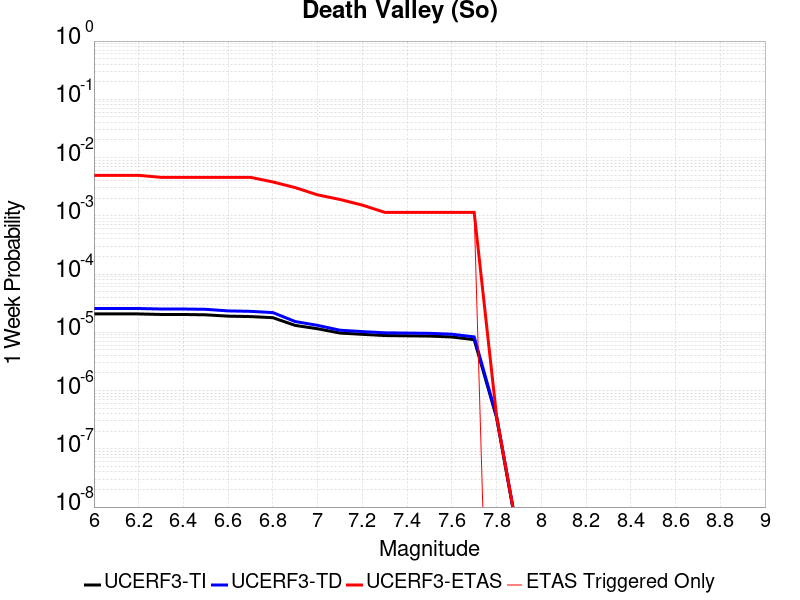 Death Valley (So)
10^0
10^-1
10^-2
10^-3
10^-4
10^-5
10^-6
10^-7
10^-8
1 Week Probability
6 6.2 6.4 6.6 6.8 7 7.2 7.4 7.6 7.8 8 8.2 8.4 8.6 8.8 9
Magnitude
UCERF3-TI UCERF3-TD UCERF3-ETAS ETAS Triggered Only